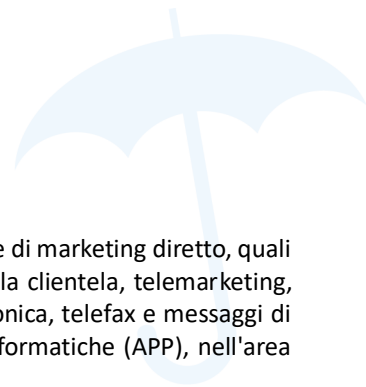 e di marketing diretto, quali
la clientela, telemarketing,
onica, telefax e messaggi di
formatiche (APP), nell'area